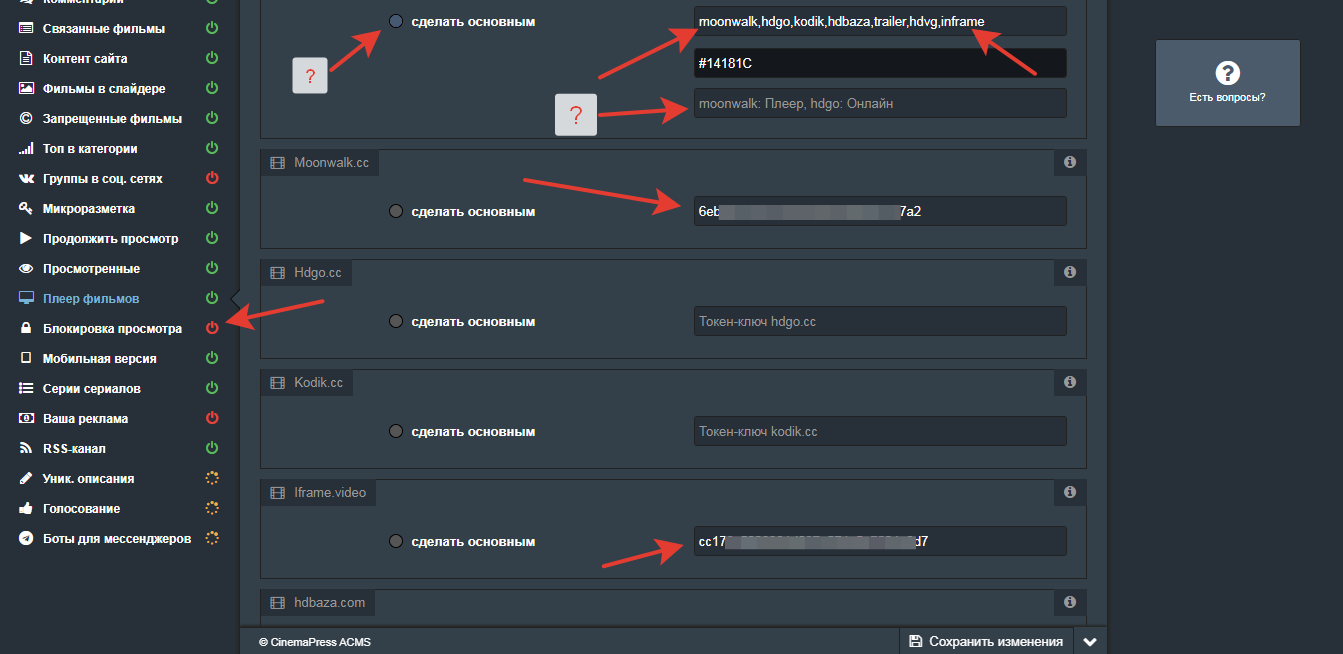 Комментарии
Связанные фильмы
Контент сайта
Фильмы в слайдере
Запрещенные фильмы
Топ в категории
Группы в соц. сетях
Микроразметка
Продолжить просмотр
Просмотренные
Плеер фильмов
Блокировка просмотра
Мобильная версия
Серии сериалов
Ваша реклама
RSS-канал
Уник. описания
Голосование
Боты для мессенджеров
сделать основным
moonwalk,hdgo,kodik,hdbaza,trailer,hdvg,inframe
?
#14181C
?
moonwalk: Плеер, hdgo: Онлайн
Moonwalk.cc
сделать основным
6eb 7a2
Hdgo.cc
сделать основным
Токен-ключ hdgo.cc
Kodik.cc
сделать основным
Токен-ключ kodik.cc
Iframe.video
сделать основным
cc17 d7
hdbaza.com
© CinemaPress ACMS
Сохранить изменения
?
Есть вопросы?